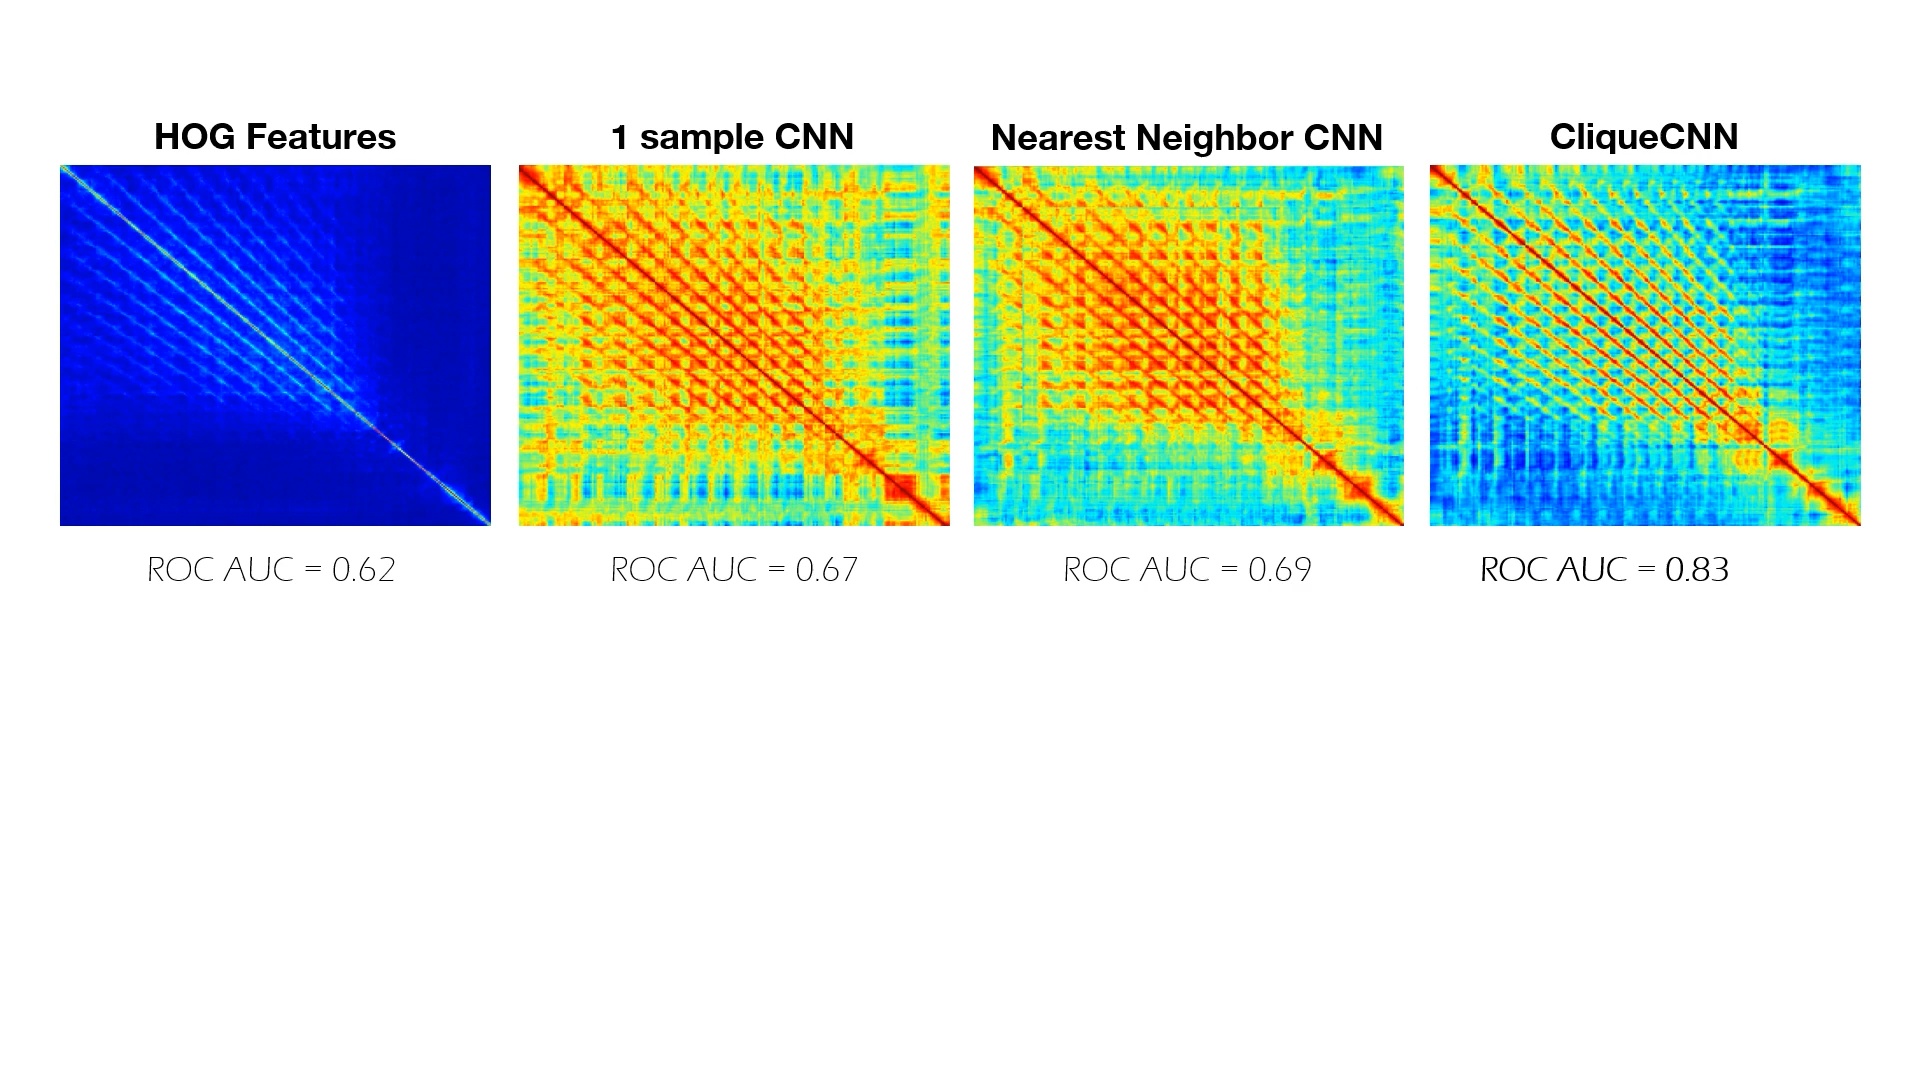 HOG Features
1 sample CNN
Nearest Neighbor CNN
CliqueCNN
ROC AUC = 0.62
ROC AUC = 0.67
ROC AUC = 0.69
ROC AUC = 0.83